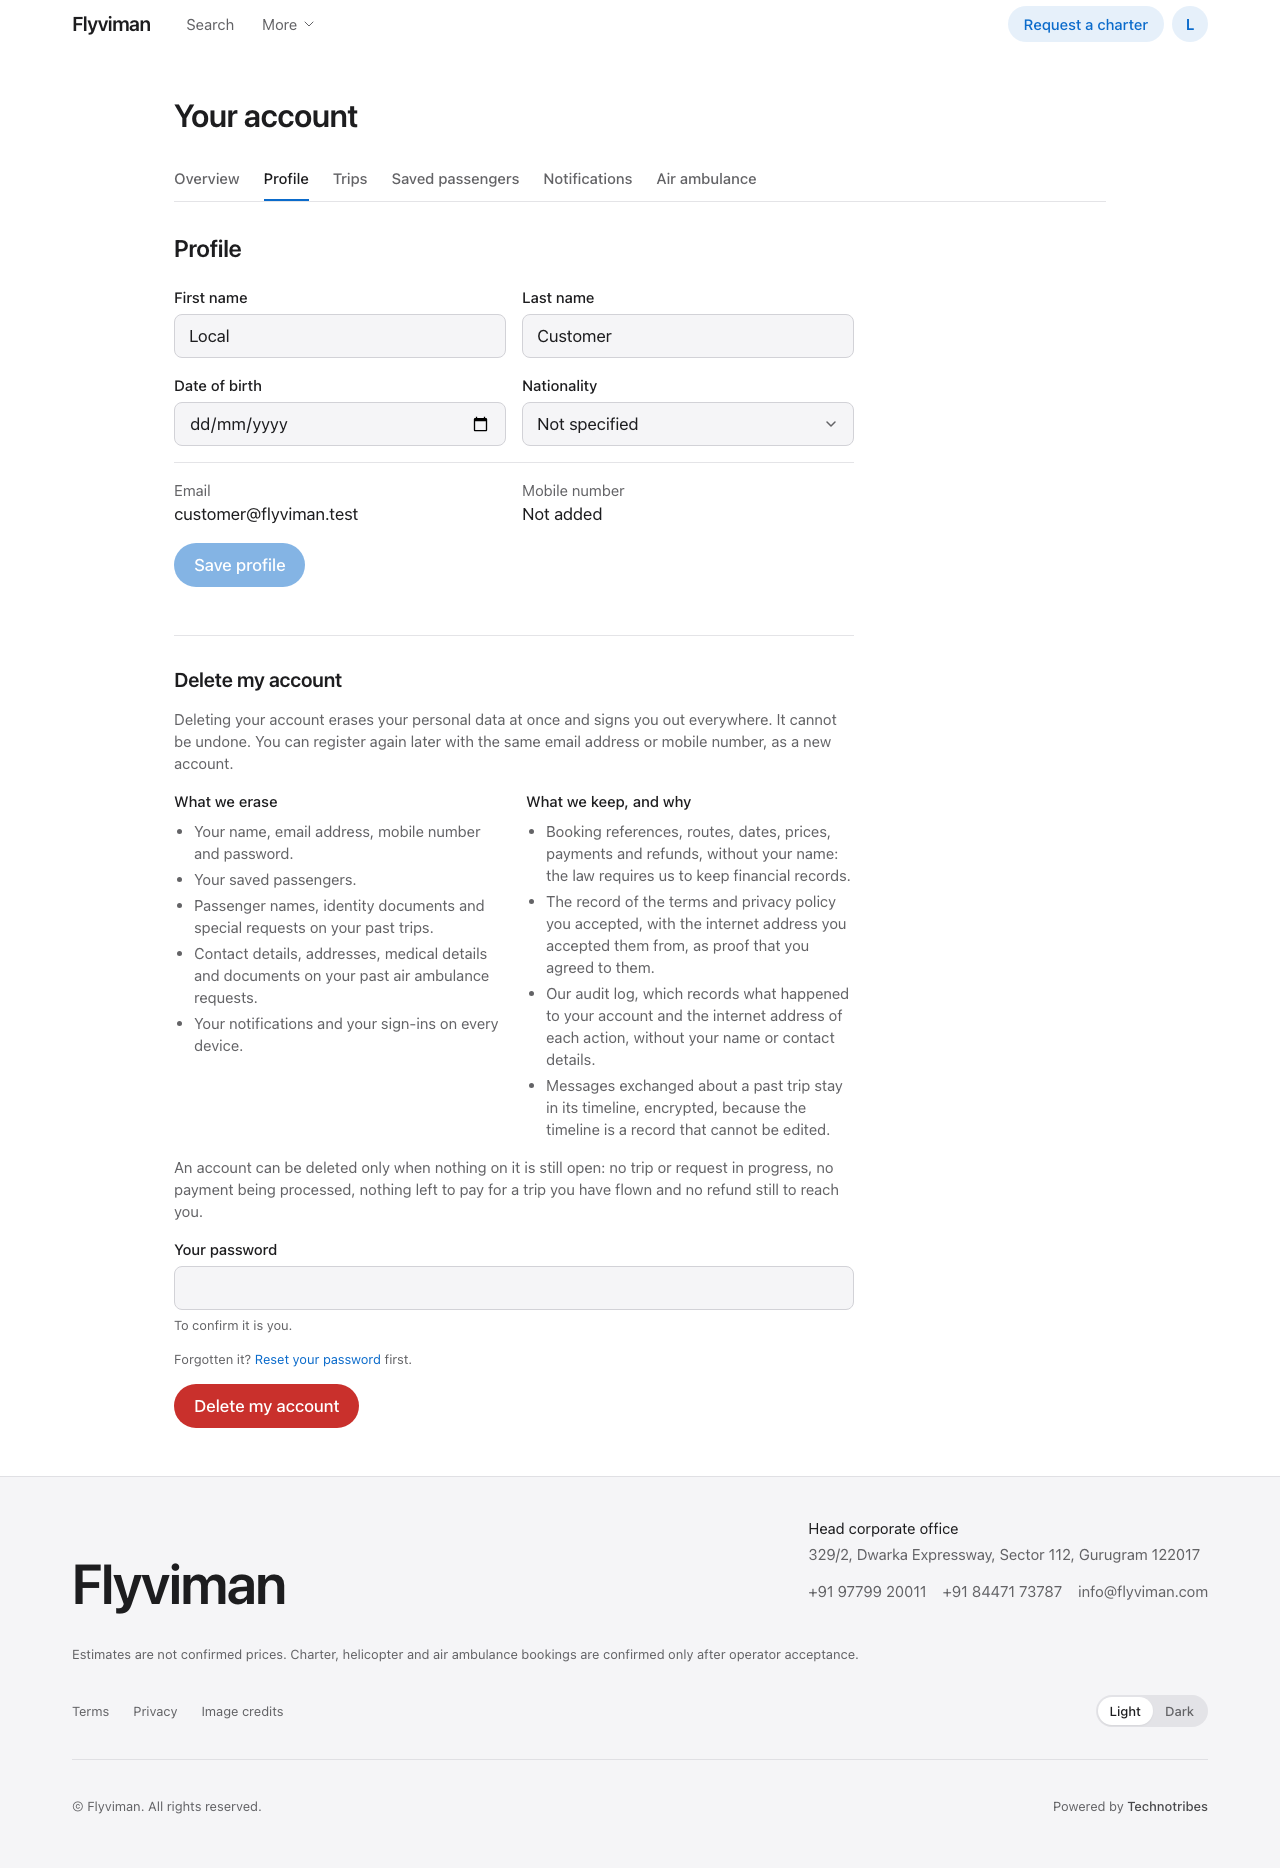 Flyviman
Search
More
Request a charter
L
Your account
Overview
Profile
Trips
Saved passengers
Notifications
Air ambulance
Profile
First name
Last name
Local
Customer
Date of birth
Nationality
dd/mm/yyyy
Not specified
Email
Mobile number
customer@flyviman.test
Not added
Save profile
Delete my account
Deleting your account erases your personal data at once and signs you out everywhere. It cannot
be undone. You can register again later with the same email address or mobile number, as a new
account.
What we erase
• Your name, email address, mobile number
and password.
• Your saved passengers.
• Passenger names, identity documents and
special requests on your past trips.
• Contact details, addresses, medical details
and documents on your past air ambulance
requests.
• Your notifications and your sign-ins on every
device.
What we keep, and why
• Booking references, routes, dates, prices,
payments and refunds, without your name:
the law requires us to keep financial records.
• The record of the terms and privacy policy
you accepted, with the internet address you
accepted them from, as proof that you
agreed to them.
• Our audit log, which records what happened
to your account and the internet address of
each action, without your name or contact
details.
• Messages exchanged about a past trip stay
in its timeline, encrypted, because the
timeline is a record that cannot be edited.
An account can be deleted only when nothing on it is still open: no trip or request in progress, no
payment being processed, nothing left to pay for a trip you have flown and no refund still to reach
you.
Your password
To confirm it is you.
Forgotten it? Reset your password first.
Delete my account
Flyviman
Head corporate office
329/2, Dwarka Expressway, Sector 112, Gurugram 122017
+91 97799 20011 +91 84471 73787 info@flyviman.com
Estimates are not confirmed prices. Charter, helicopter and air ambulance bookings are confirmed only after operator acceptance.
Terms
Privacy
Image credits
Light
Dark
© Flyviman. All rights reserved.
Powered by Technotribes